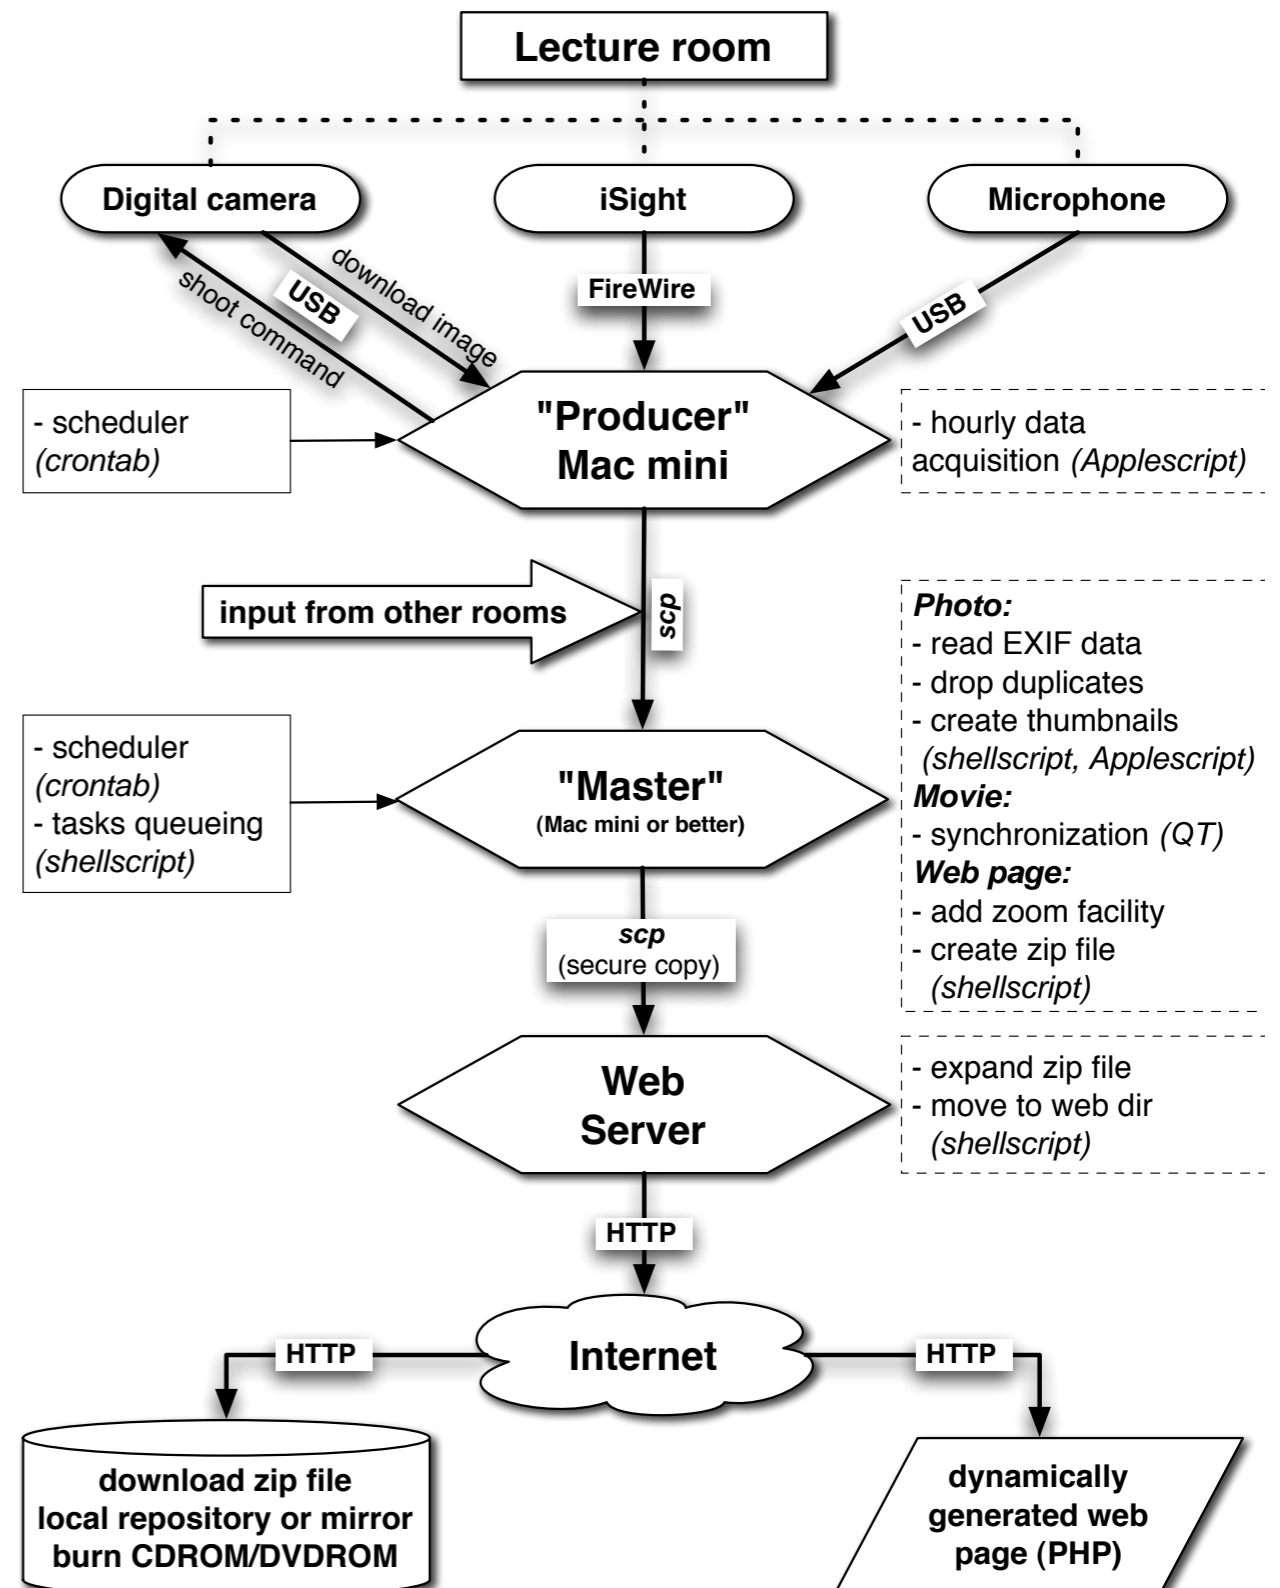 Lecture room
Digital camera
iSight
Microphone
download image
USB
shoot command
FireWire
USB
"Producer"
Mac mini
- scheduler
(crontab)
- hourly data
acquisition (Applescript)
input from other rooms
scp
Photo:
- read EXIF data
- drop duplicates
- create thumbnails
(shellscript, Applescript)
Movie:
- synchronization (QT)
Web page:
- add zoom facility
- create zip file
(shellscript)
- scheduler
(crontab)
- tasks queueing
(shellscript)
"Master"
(Mac mini or better)
scp
(secure copy)
Web
Server
- expand zip file
- move to web dir
(shellscript)
HTTP
Internet
HTTP
HTTP
download zip file
local repository or mirror
burn CDROM/DVDROM
dynamically
generated web
page (PHP)